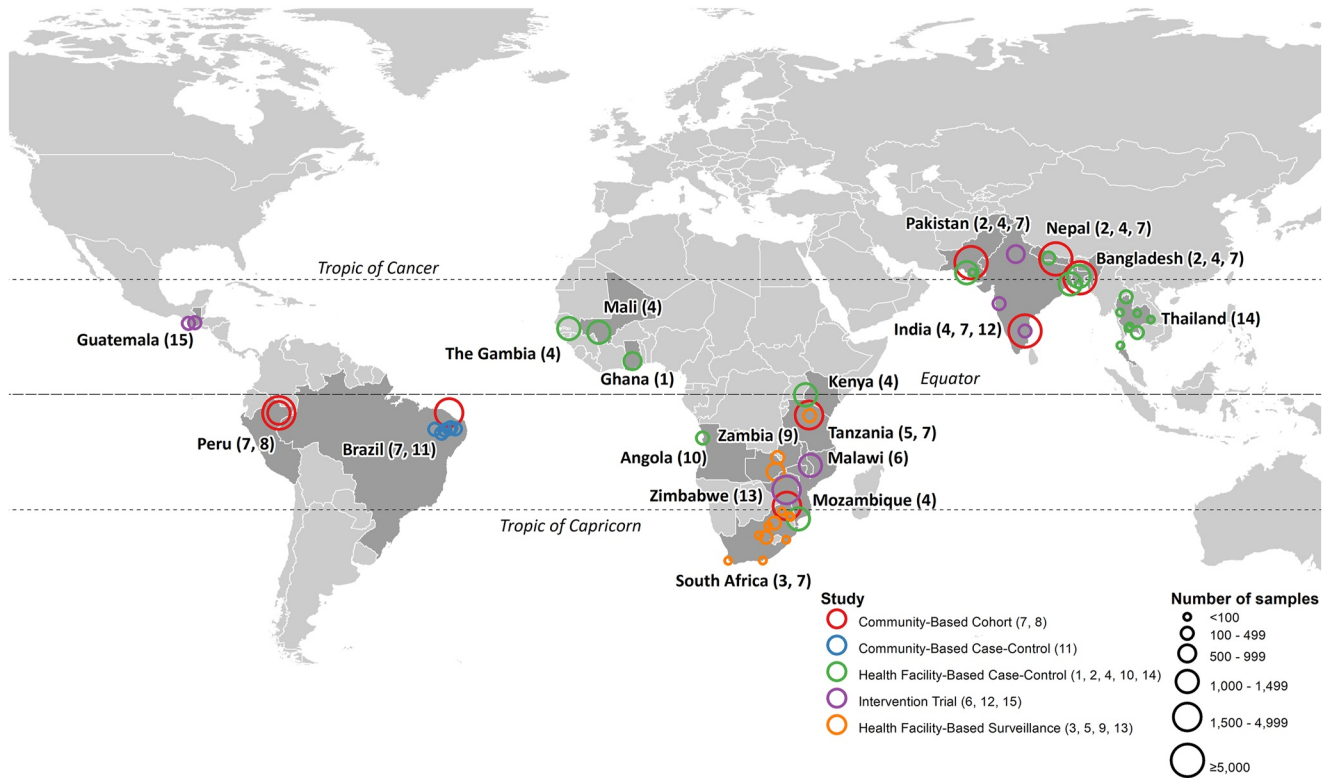 Pakistan (2, 4, 7)
Nepal (2, 4, 7)
Bangladesh (2, 4, 7)
Tropic of Cancer
Mali (4)
Guatemala (15)
Thailand (14)
India (4, 7, 12)
The Gambia (4)
Ghana (1)
Equator
Kenya (4)
Peru (7, 8)
Brazil (7, 11)
Zambia (9)
Tanzania (5, 7)
Angola (10)
Malawi (6)
Zimbabwe (13)
Mozambique (4)
Tropic of Capricorn
South Africa (3, 7)
Study
Community-Based Cohort (7, 8)
Community-Based Case-Control (11)
Health Facility-Based Case-Control (1, 2, 4, 10, 14)
Intervention Trial (6, 12, 15)
Health Facility-Based Surveillance (3, 5, 9, 13)
Number of samples
<100
100 - 499
500 - 999
1,000 - 1,499
1,500 - 4,999
≥5,000